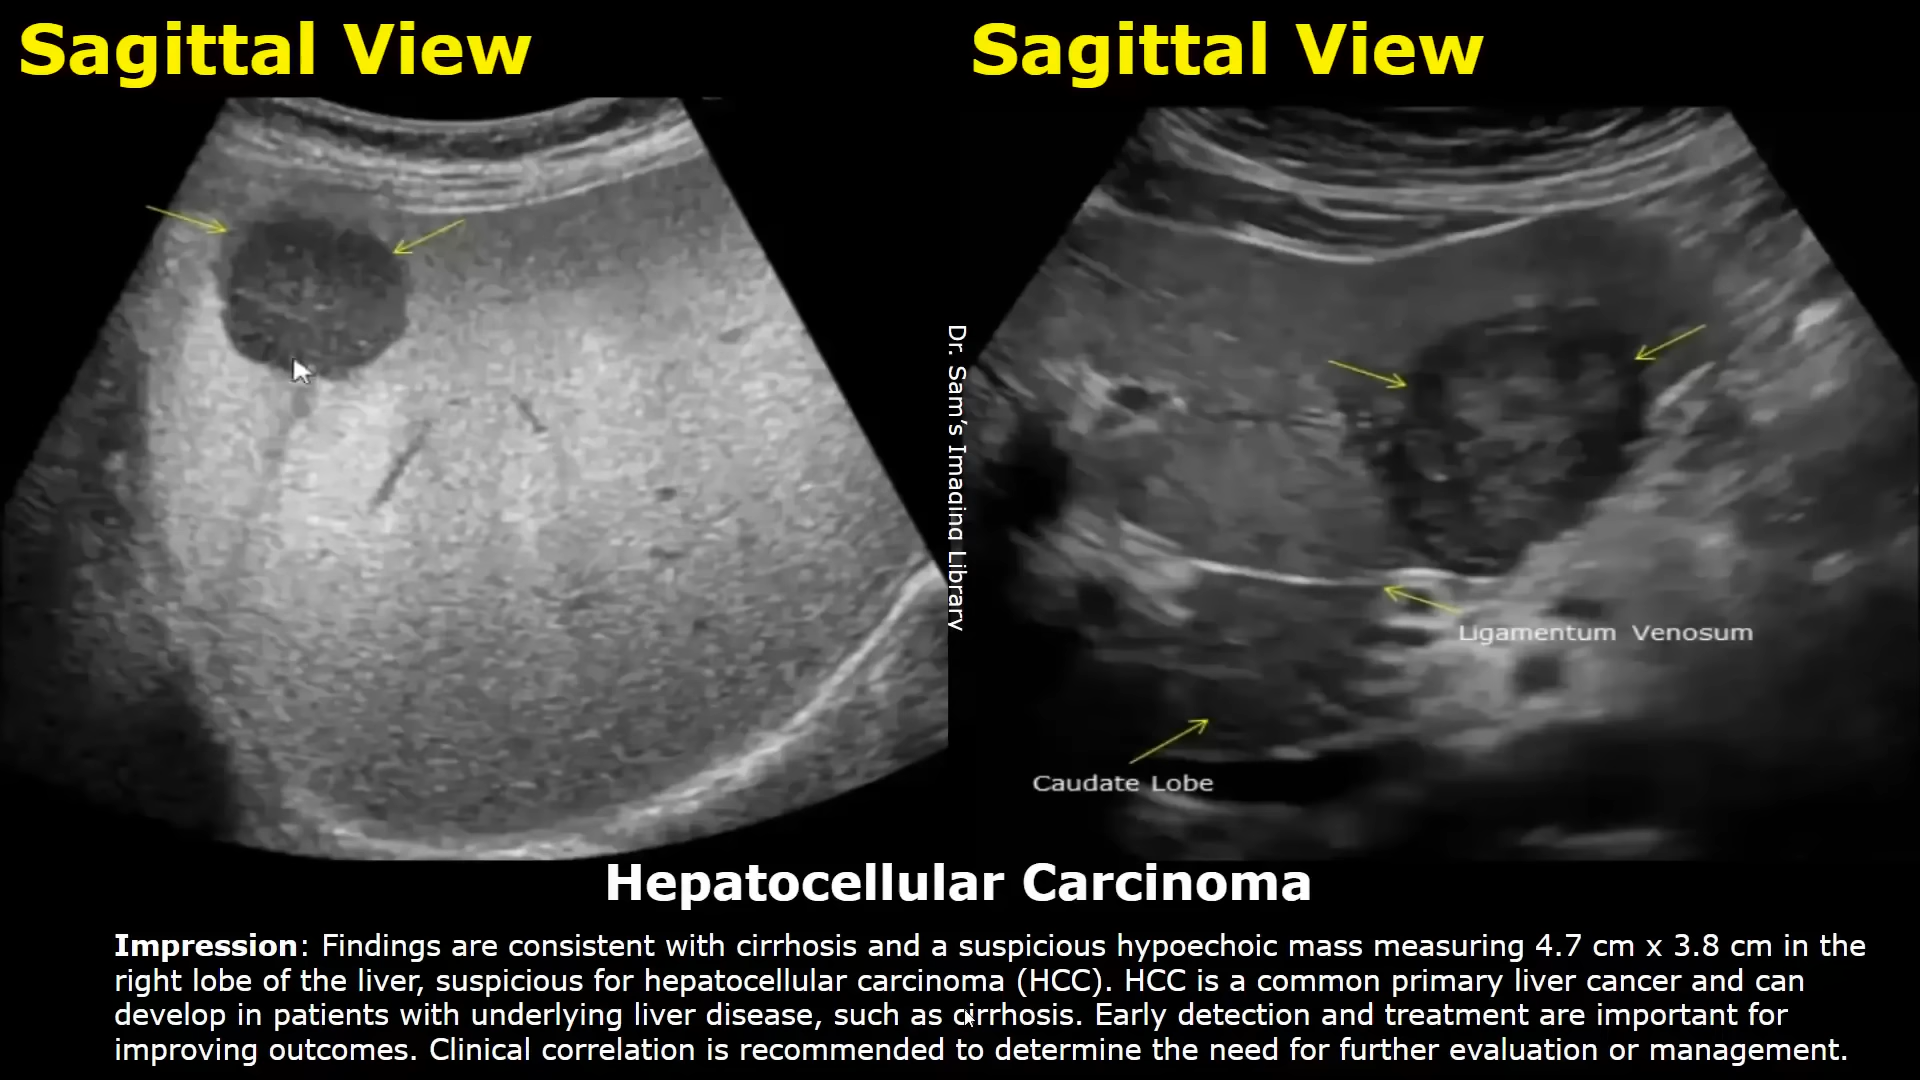 Sagittal View
Sagittal View
Dr. Sam's Imaging Library
Ligamentum Venosum
Caudate Lobe
Hepatocellular Carcinoma
Impression: Findings are consistent with cirrhosis and a suspicious hypoechoic mass measuring 4.7 cm x 3.8 cm in the
right lobe of the liver, suspicious for hepatocellular carcinoma (HCC). HCC is a common primary liver cancer and can
develop in patients with underlying liver disease, such as cirrhosis. Early detection and treatment are important for
improving outcomes. Clinical correlation is recommended to determine the need for further evaluation or management.